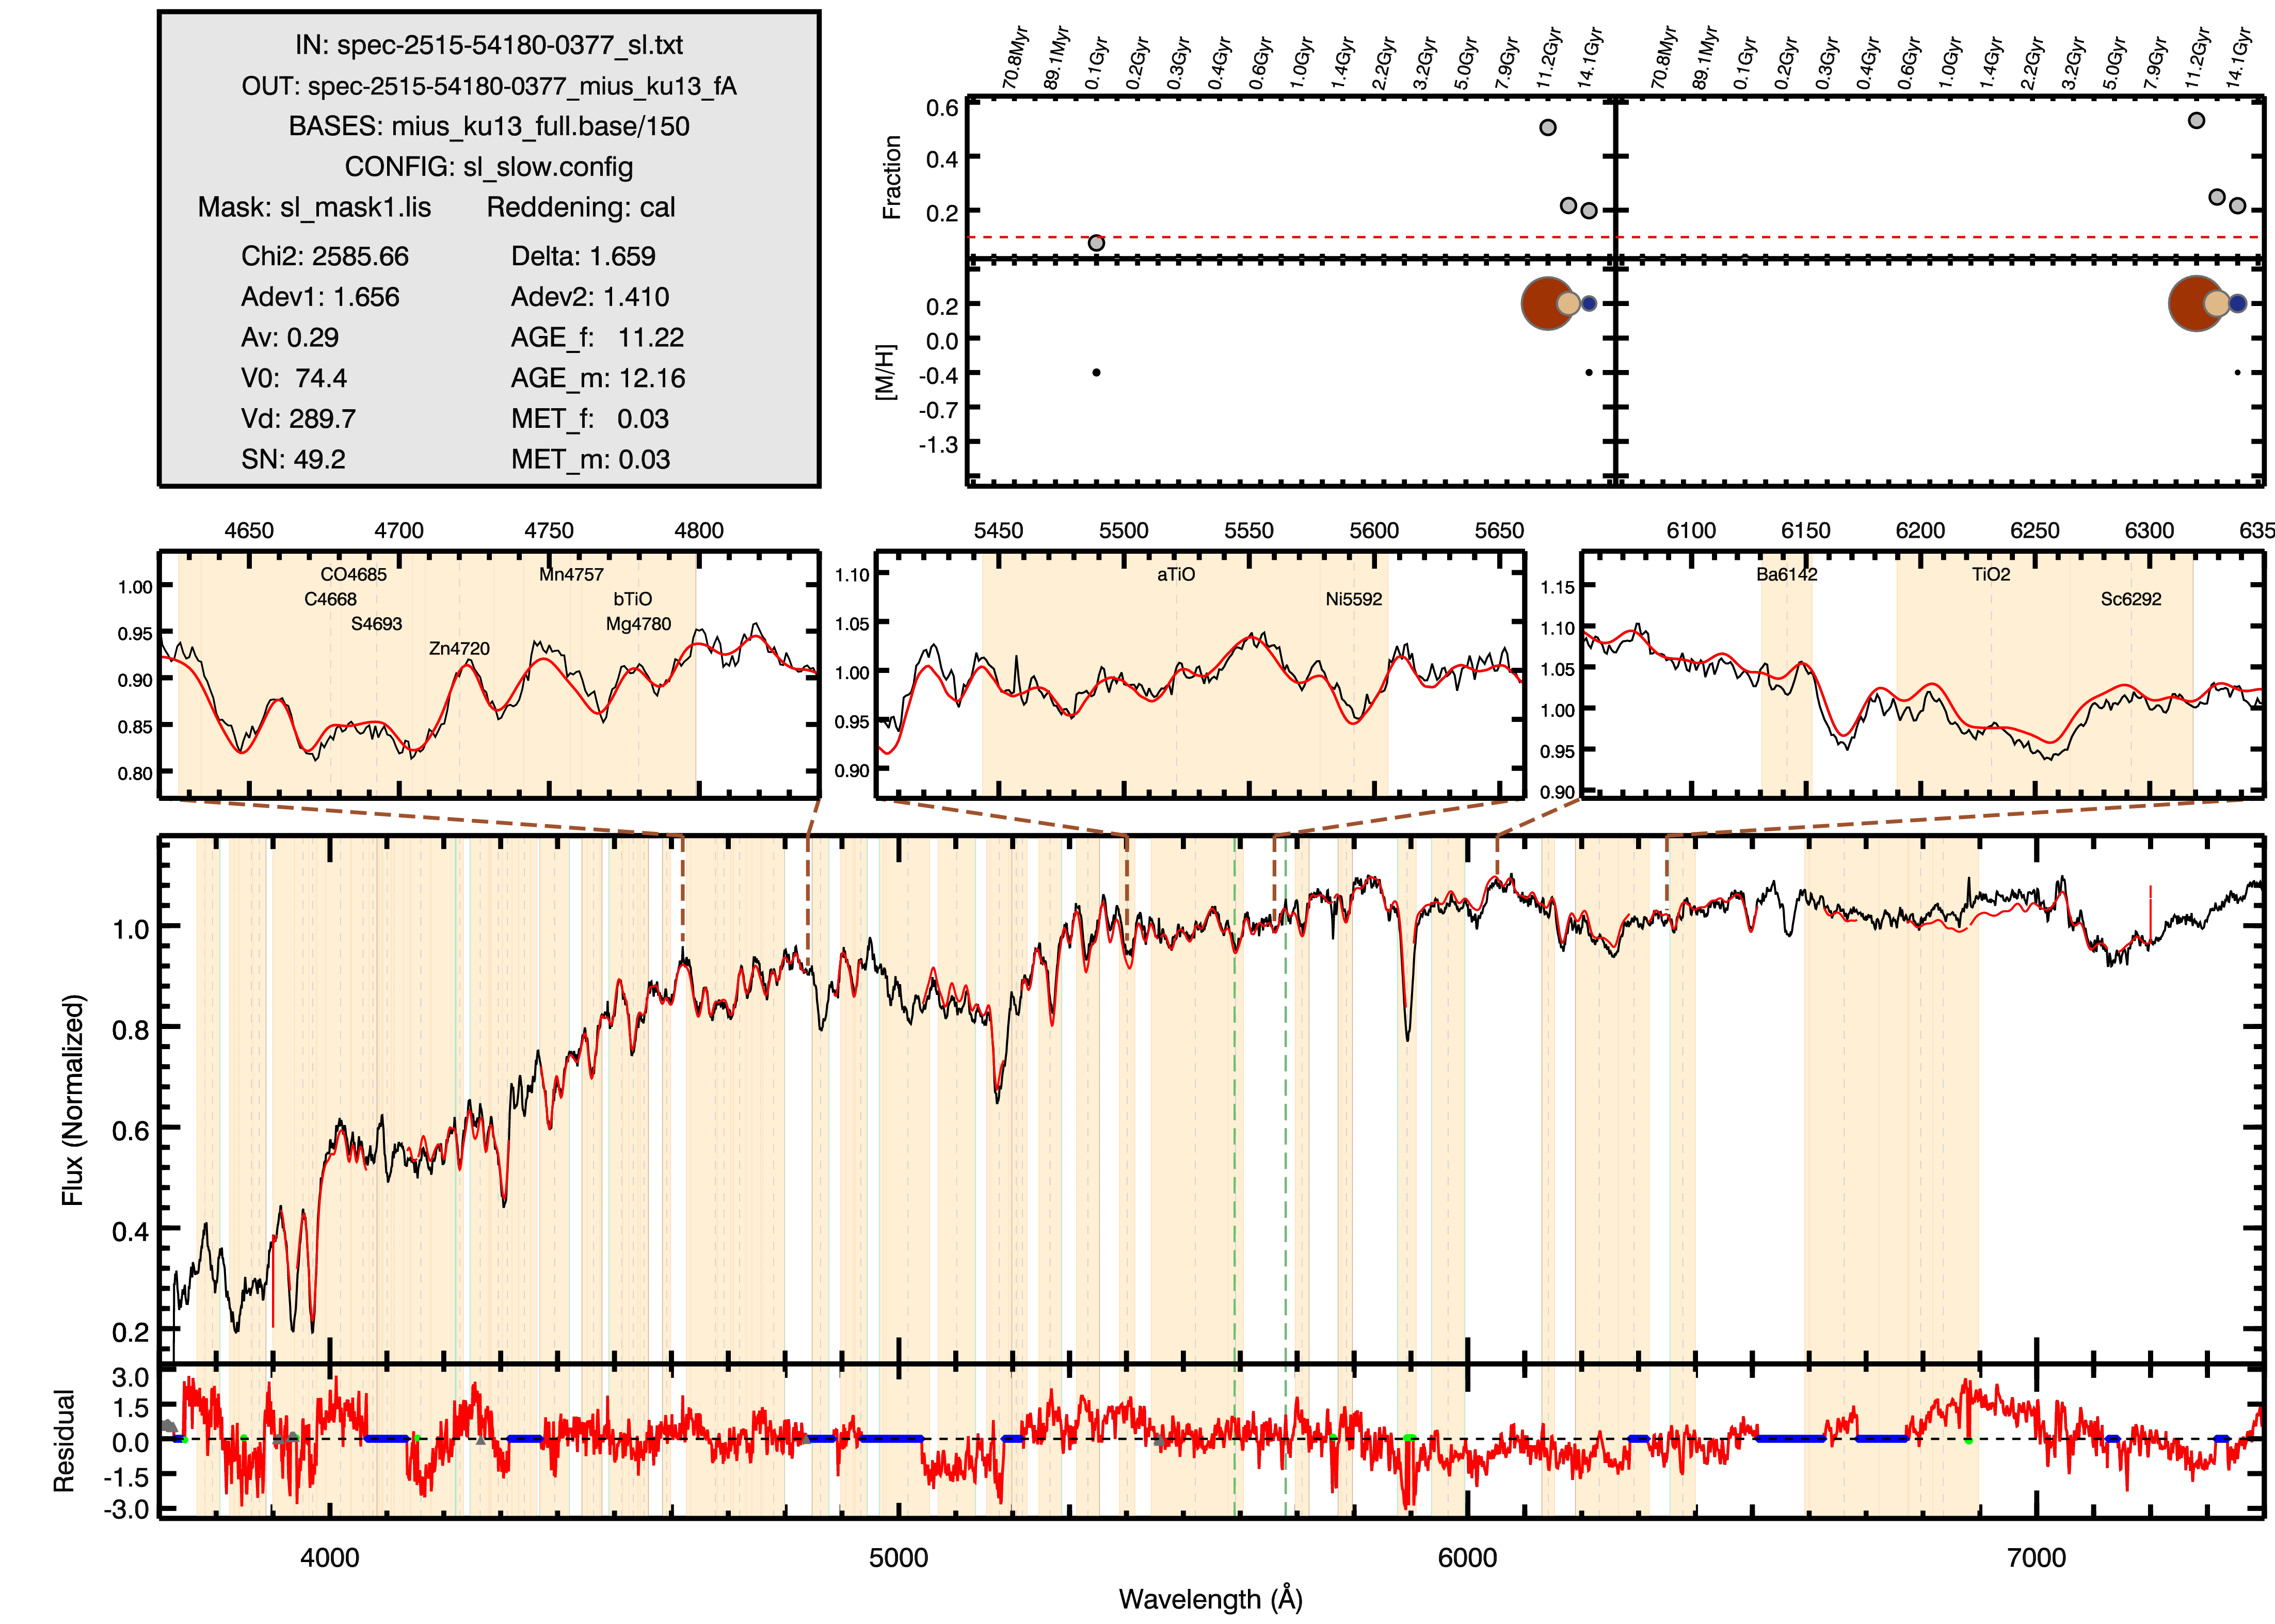 IN: spec-2515-54180-0377_sl.txt
OUT: spec-2515-54180-0377_mius_ku13_fA
BASES: mius_ku13_full.base/150
CONFIG: sl_slow.config
Mask: sl_mask1.lis Reddening: cal
Chi2: 2585.66 Delta: 1.659
Adev1: 1.656 Adev2: 1.410
Av: 0.29 AGE_f: 11.22
V0: 74.4 AGE_m: 12.16
Vd: 289.7 MET_f: 0.03
SN: 49.2 MET_m: 0.03
70.8Myr 89.1Myr 0.1Gyr 0.2Gyr 0.3Gyr 0.4Gyr 0.6Gyr 1.0Gyr 1.4Gyr 2.2Gyr 3.2Gyr 5.0Gyr 7.9Gyr 11.2Gyr 14.1Gyr
70.8Myr 89.1Myr 0.1Gyr 0.2Gyr 0.3Gyr 0.4Gyr 0.6Gyr 1.0Gyr 1.4Gyr 2.2Gyr 3.2Gyr 5.0Gyr 7.9Gyr 11.2Gyr 14.1Gyr
Fraction
0.6
0.4
0.2
[M/H]
0.2
0.0
-0.4
-0.7
-1.3
4650 4700 4750 4800
1.00
0.95
0.90
0.85
0.80
CO4685 Mn4757
C4668 bTiO
S4693 Mg4780
Zn4720
5450 5500 5550 5600 5650
1.10
1.05
1.00
0.95
0.90
aTiO
Ni5592
6100 6150 6200 6250 6300 635
1.15
1.10
1.05
1.00
0.95
0.90
Ba6142 TiO2
Sc6292
Flux (Normalized)
1.0
0.8
0.6
0.4
0.2
Residual
3.0
1.5
0.0
-1.5
-3.0
4000 5000 6000 7000
Wavelength (Å)